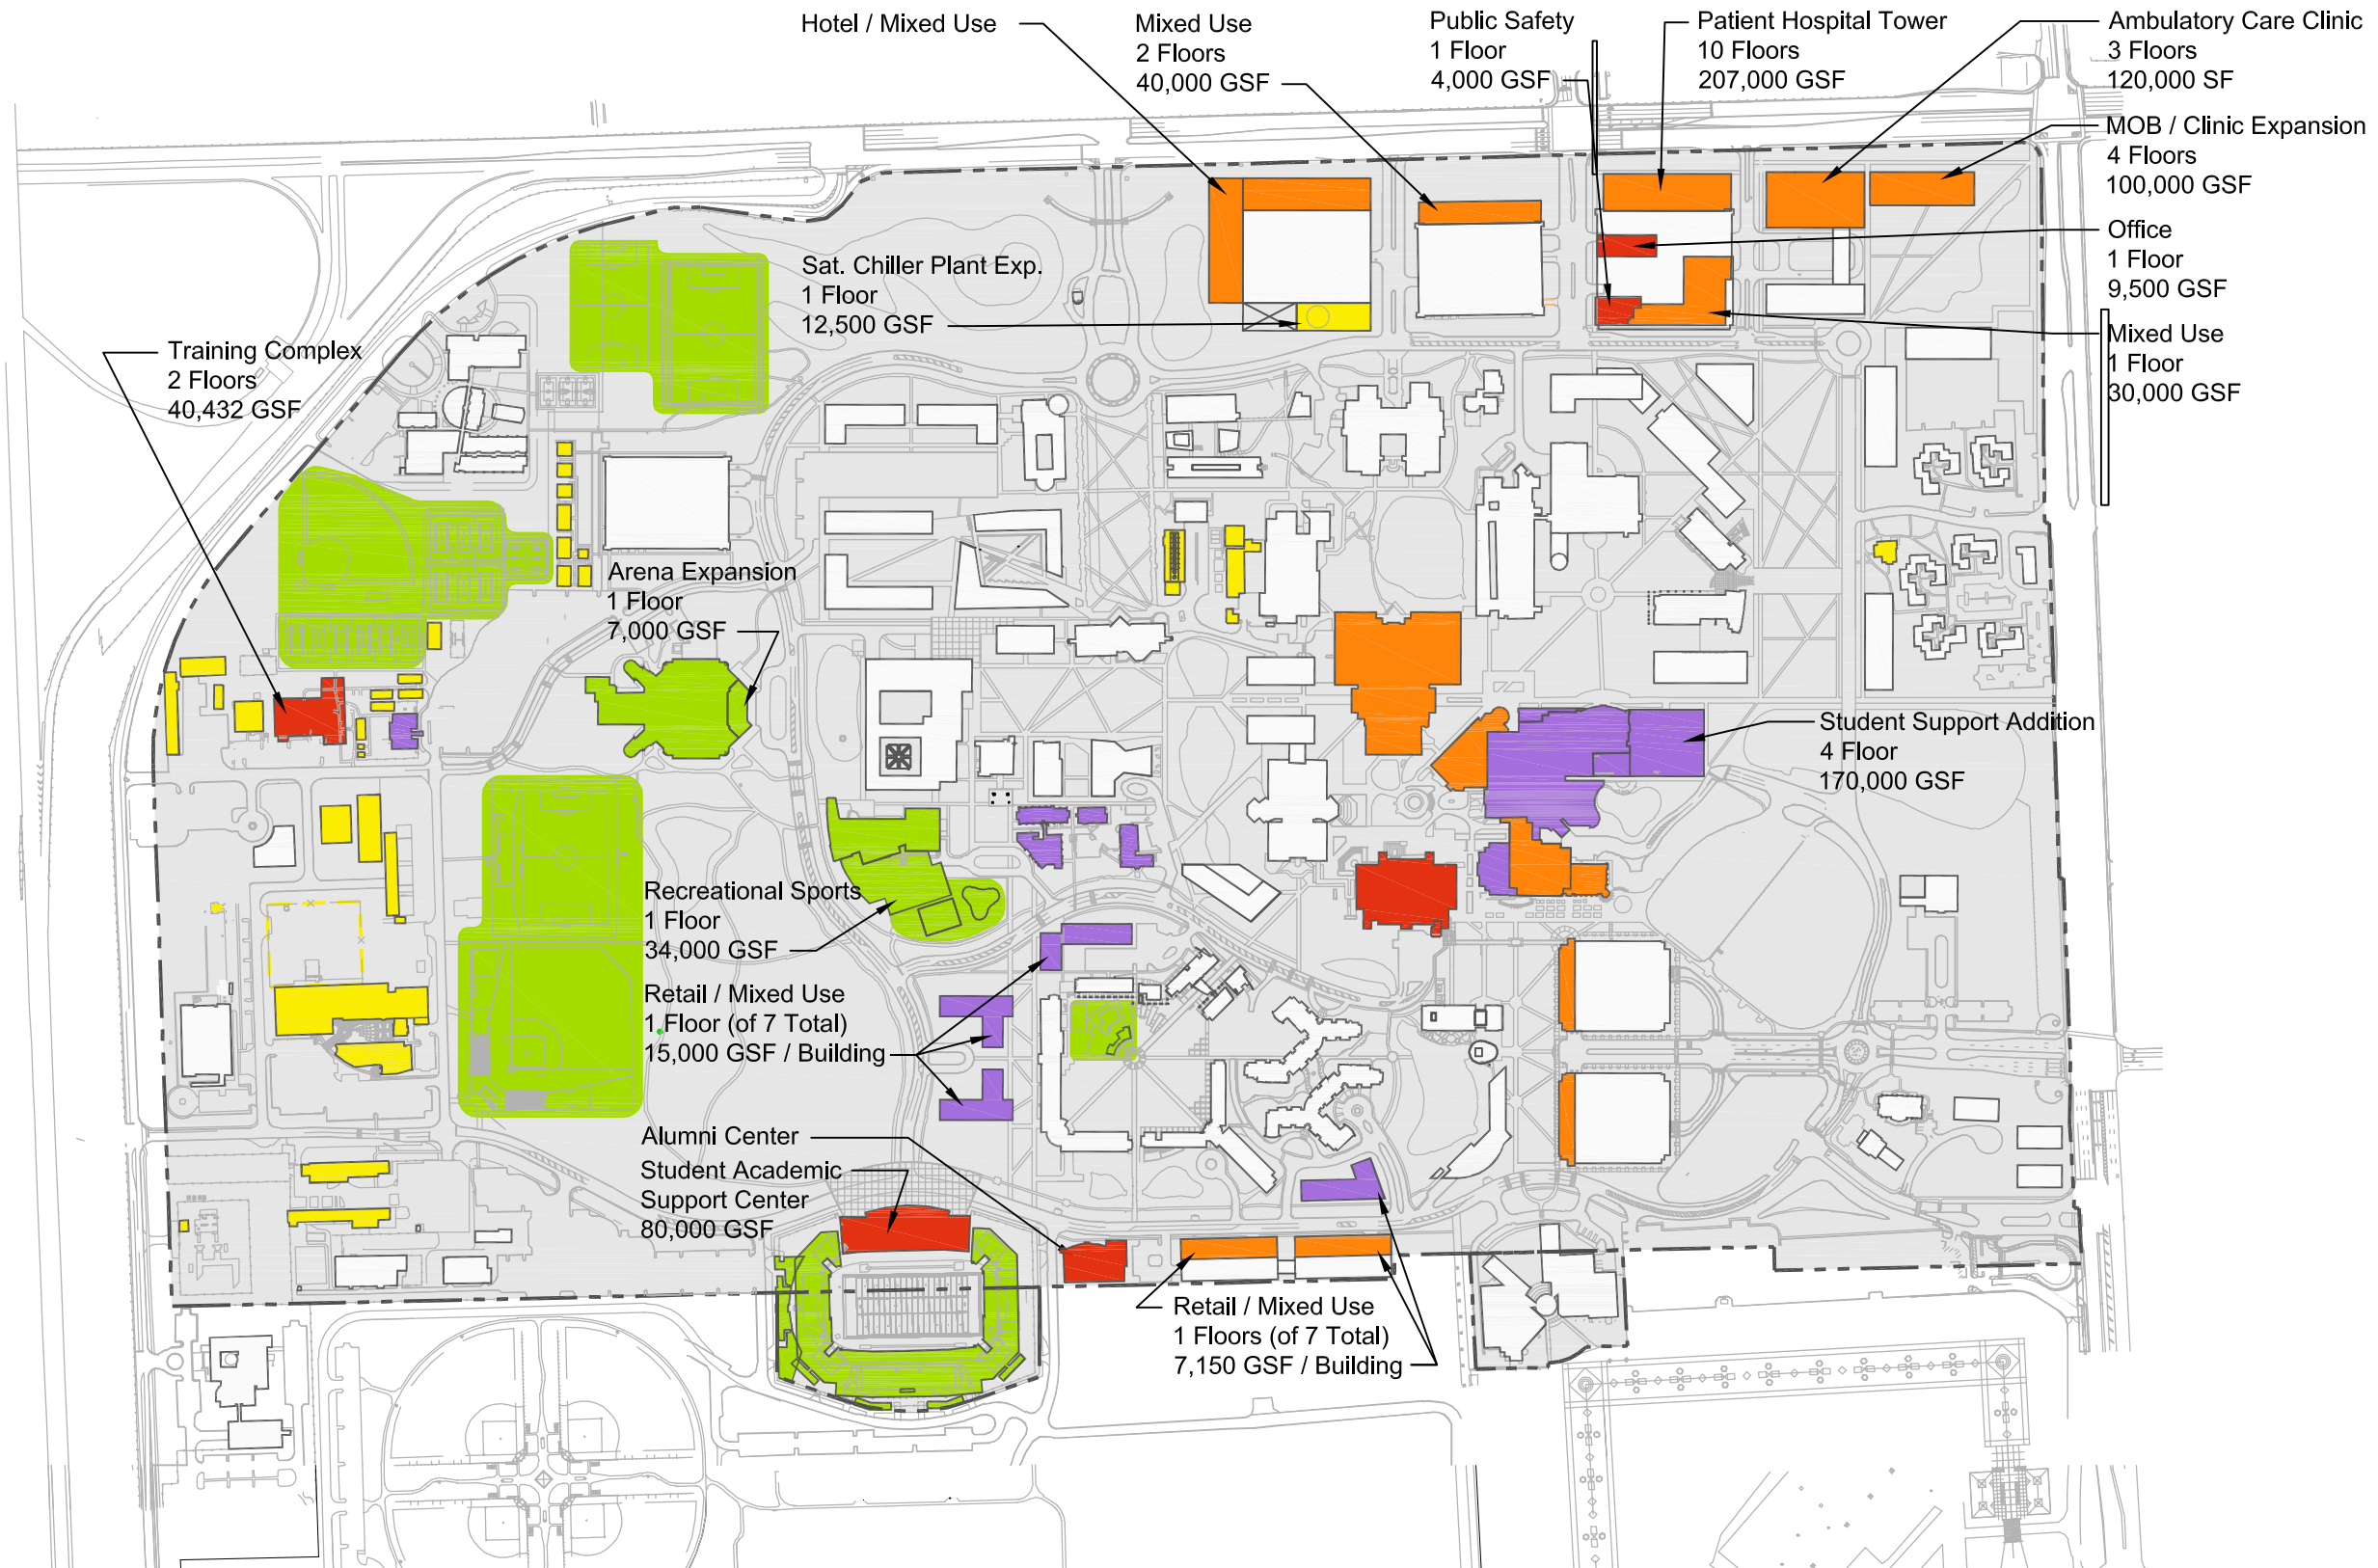 Hotel / Mixed Use
Mixed Use
2 Floors
40,000 GSF
Public Safety
1 Floor
4,000 GSF
Patient Hospital Tower
10 Floors
207,000 GSF
Ambulatory Care Clinic
3 Floors
120,000 SF
MOB / Clinic Expansion
4 Floors
100,000 GSF
Office
1 Floor
9,500 GSF
Mixed Use
1 Floor
30,000 GSF
Sat. Chiller Plant Exp.
1 Floor
12,500 GSF
Training Complex
2 Floors
40,432 GSF
Arena Expansion
1 Floor
7,000 GSF
Student Support Addition
4 Floor
170,000 GSF
Recreational Sports
1 Floor
34,000 GSF
Retail / Mixed Use
1 Floor (of 7 Total)
15,000 GSF / Building
Alumni Center
Student Academic
Support Center
80,000 GSF
Retail / Mixed Use
1 Floors (of 7 Total)
7,150 GSF / Building